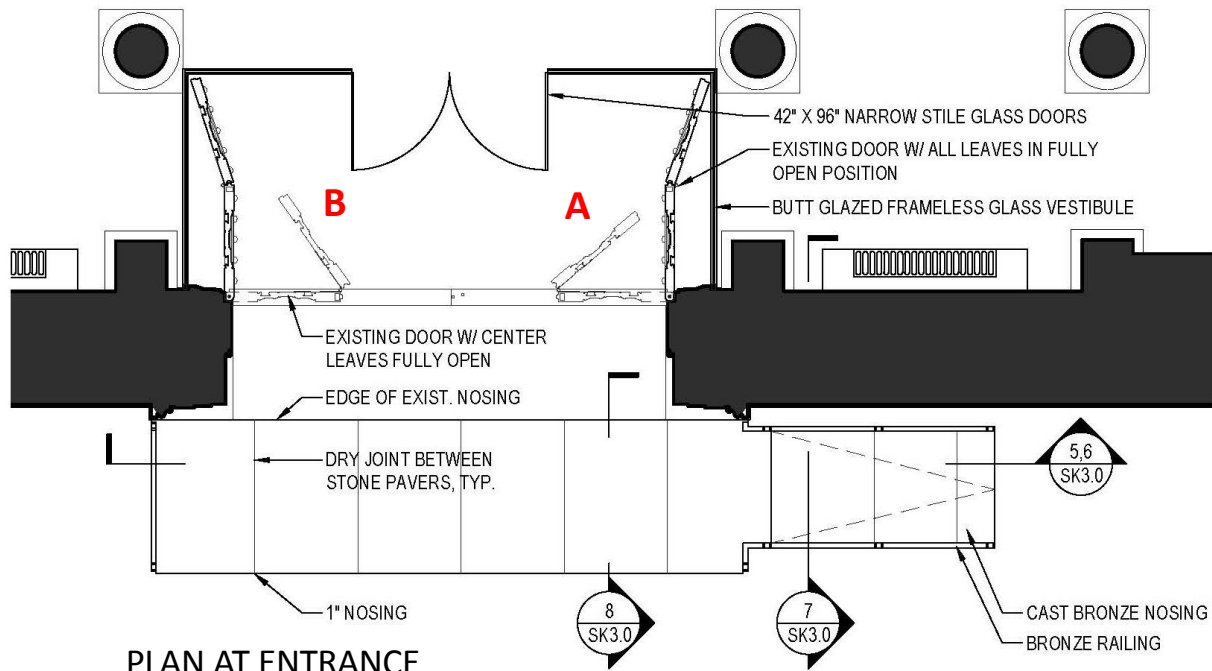 42" X 96" NARROW STILE GLASS DOORS
EXISTING DOOR W/ ALL LEAVES IN FULLY
OPEN POSITION
B
A
BUTT GLAZED FRAMELESS GLASS VESTIBULE
EXISTING DOOR W/ CENTER
LEAVES FULLY OPEN
EDGE OF EXIST. NOSING
DRY JOINT BETWEEN
STONE PAVERS, TYP.
5,6
SK3.0
1" NOSING
8
SK3.0
7
SK3.0
CAST BRONZE NOSING
BRONZE RAILING
PLAN AT ENTRANCE